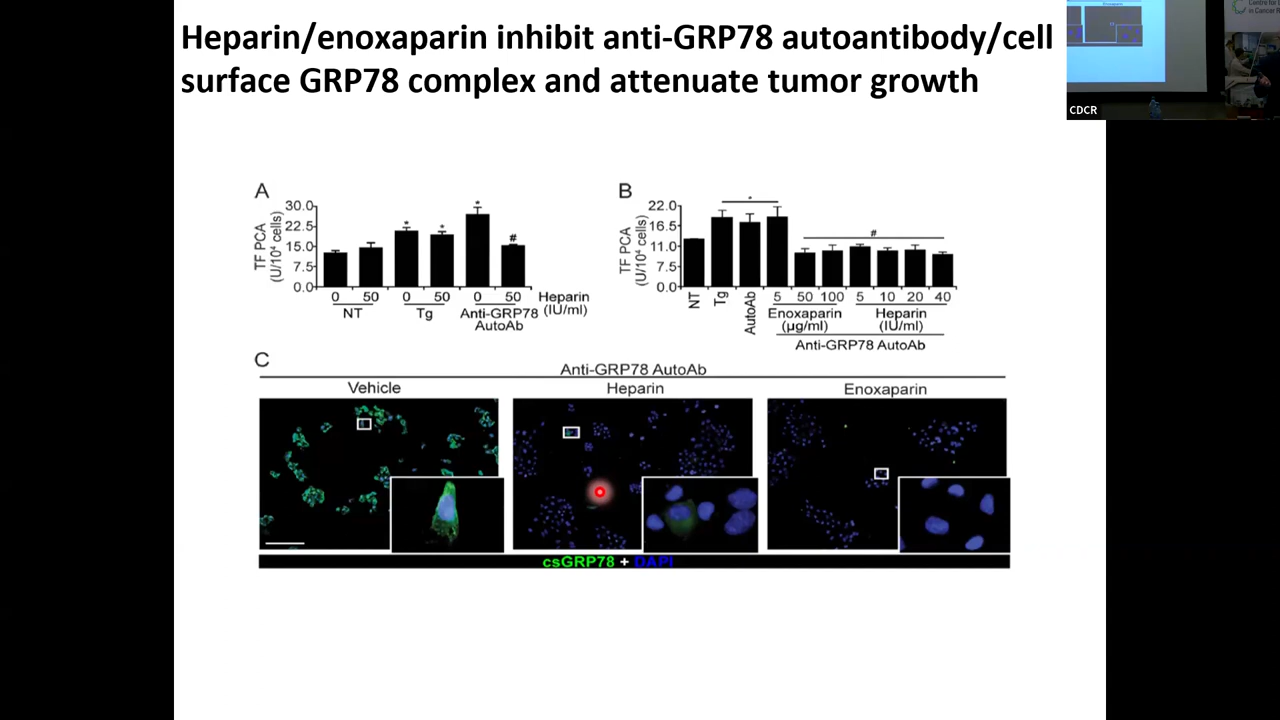 Heparin/enoxaparin inhibit anti-GRP78 autoantibody/cell
surface GRP78 complex and attenuate tumor growth
CDCR
A
TF PCA
(U/10⁴ cells)
30.0
22.5
15.0
7.5
0.0
*
*
*
#
0 50 0 50 0 50 Heparin
(IU/ml)
NT Tg Anti-GRP78
AutoAb
B
TF PCA
(U/10⁴ cells)
22.0
16.5
11.0
7.5
0.0
*
#
NT Tg AutoAb 5 50 100 5 10 20 40
Enoxaparin Heparin
(µg/ml) (IU/ml)
Anti-GRP78 AutoAb
C
Anti-GRP78 AutoAb
Vehicle Heparin Enoxaparin
csGRP78 + DAPI